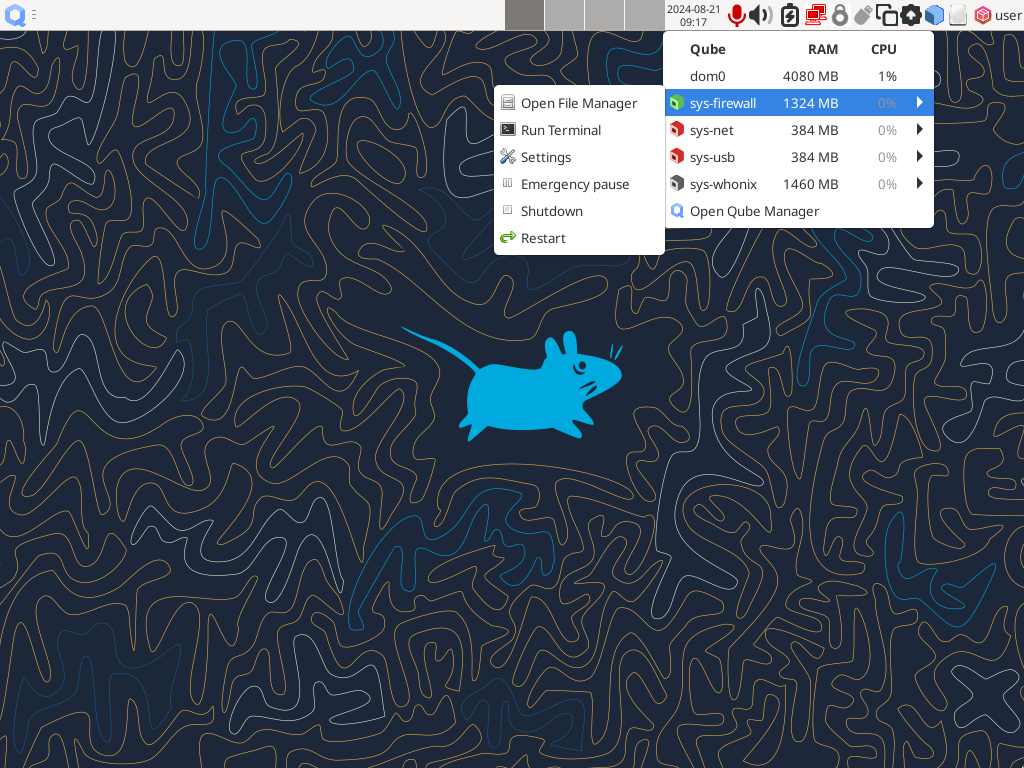 2024-08-21
09:17
user
Qube RAM CPU
dom0 4080 MB 1%
sys-firewall 1324 MB 0%
sys-net 384 MB 0%
sys-usb 384 MB 0%
sys-whonix 1460 MB 0%
Open Qube Manager
Open File Manager
Run Terminal
Settings
Emergency pause
Shutdown
Restart